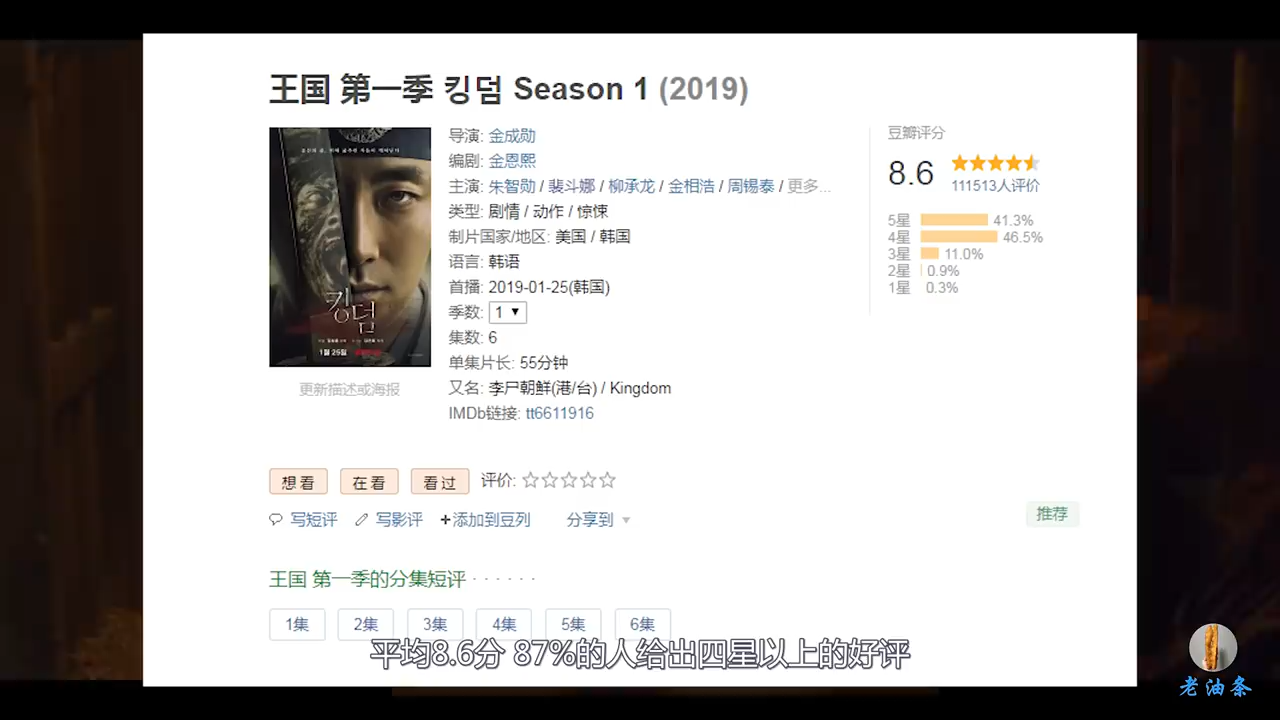 王国 第一季 킹덤 Season 1 (2019)
导演: 金成勋
编剧: 金恩熙
主演: 朱智勋 / 裴斗娜 / 柳承龙 / 金相浩 / 周锡泰 / 更多...
类型: 剧情 / 动作 / 惊悚
制片国家/地区: 美国 / 韩国
语言: 韩语
首播: 2019-01-25(韩国)
季数: 1
集数: 6
单集片长: 55分钟
又名: 李尸朝鲜(港/台) / Kingdom
IMDb链接: tt6611916
킹덤
1월 25일
更新描述或海报
豆瓣评分
8.6
111513人评价
5星 41.3%
4星 46.5%
3星 11.0%
2星 0.9%
1星 0.3%
想看 在看 看过 评价:
写短评 写影评 +添加到豆列 分享到
推荐
王国 第一季的分集短评 · · · · · ·
1集 2集 3集 4集 5集 6集
平均8.6分 87%的人给出四星以上的好评
老油条